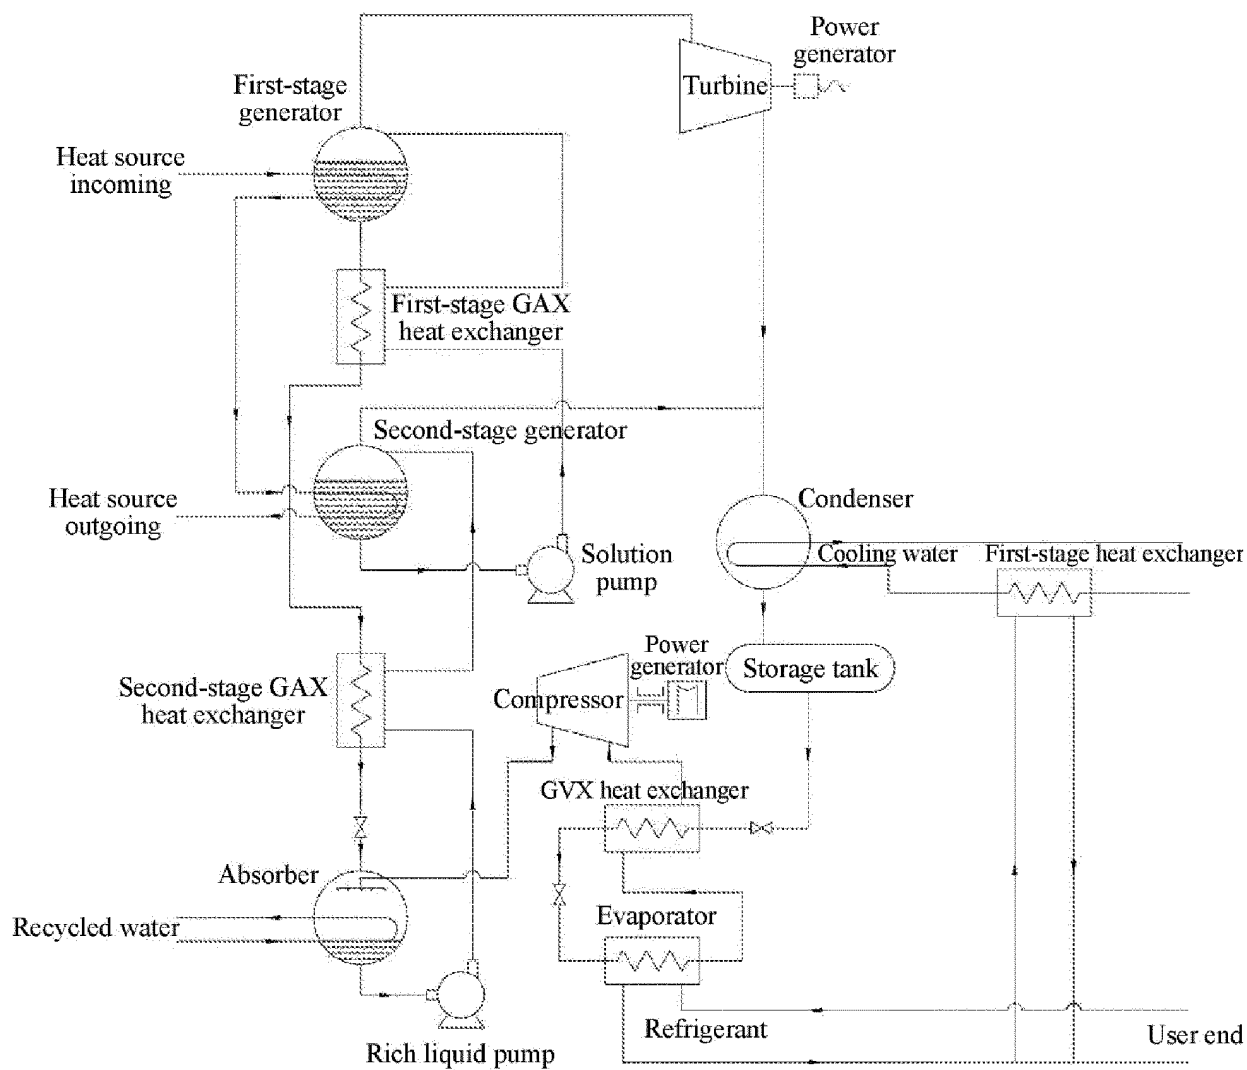 Power
generator
First-stage
generator
Turbine
Heat source
incoming
First-stage GAX
heat exchanger
Second-stage generator
Heat source
outgoing
Condenser
Solution
pump
Cooling water
First-stage heat exchanger
Power
generator
Storage tank
Second-stage GAX
heat exchanger
Compressor
GVX heat exchanger
Absorber
Evaporator
Recycled water
Refrigerant
User end
Rich liquid pump